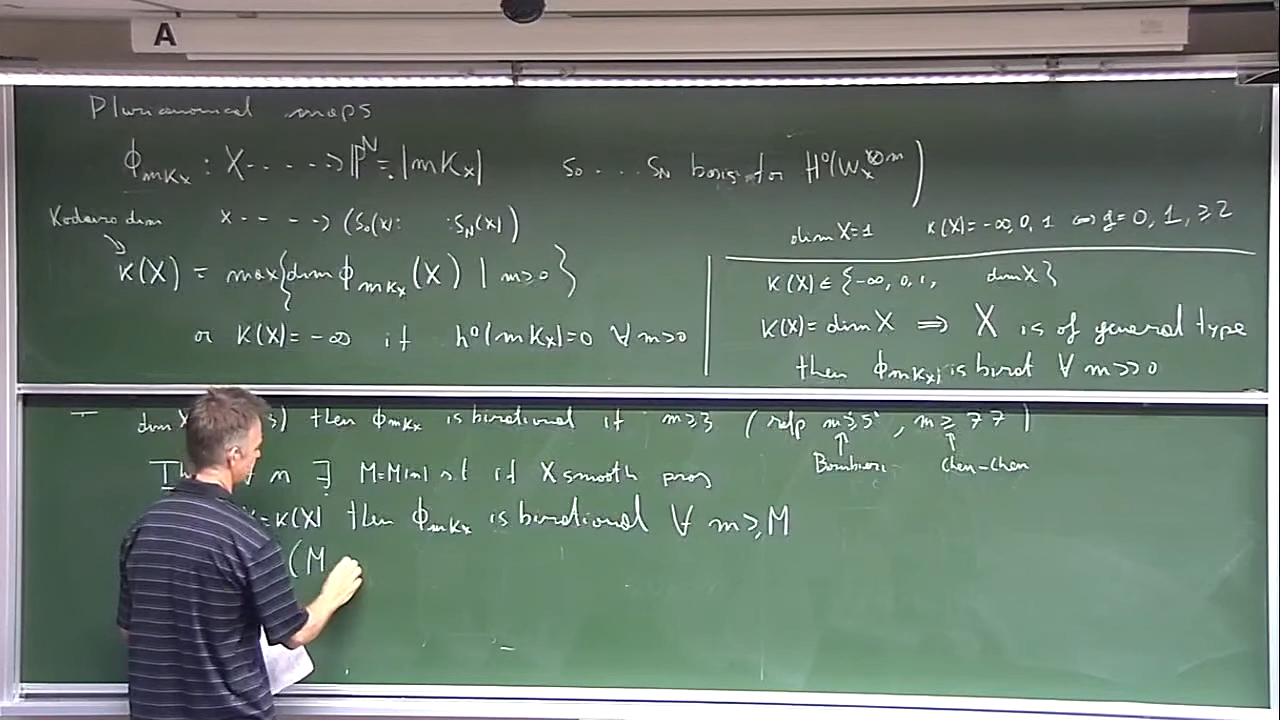 A
Pluricanonical maps
ϕ_{mK_X} : X ----→ ℙ^N = |mK_X|   s_0 ... s_N basis for H^0(ω_X^{⊗m})
Kodaira dim   x ----→ (s_0(x): :s_N(x))
κ(X) = max{dim ϕ_{mK_X}(X) | m>0}
or κ(X)=-∞ if h^0(mK_X)=0 ∀ m>0
dim X=1   κ(X)=-∞, 0, 1 ⇔ g=0, 1, ≥2
κ(X) ∈ {-∞, 0, 1, dim X}
κ(X)= dim X ⇒ X is of general type
then ϕ_{mK_X} is birat ∀ m>>0
dim X 3) then ϕ_{mK_X} is birational if m≥3 (resp m≥5, m≥77)
Bombieri   Chen-Chen
n ∃ M=M(n) st if X smooth proj
=κ(X) then ϕ_{mK_X} is birational ∀ m≥M
(M